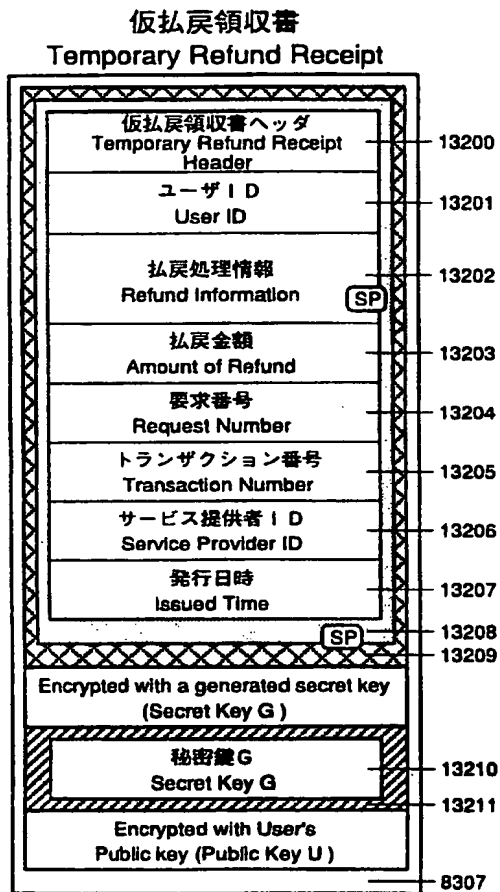 仮払戻領収書
Temporary Refund Receipt
仮払戻領収書ヘッダ
Temporary Refund Receipt
Header
13200
ユーザID
User ID
13201
払戻処理情報
Refund Information
SP
13202
払戻金額
Amount of Refund
13203
要求番号
Request Number
13204
トランザクション番号
Transaction Number
13205
サービス提供者ID
Service Provider ID
13206
発行日時
Issued Time
13207
SP
13208
13209
Encrypted with a generated secret key
(Secret Key G )
秘密鍵G
Secret Key G
13210
13211
Encrypted with User's
Public key (Public Key U )
8307